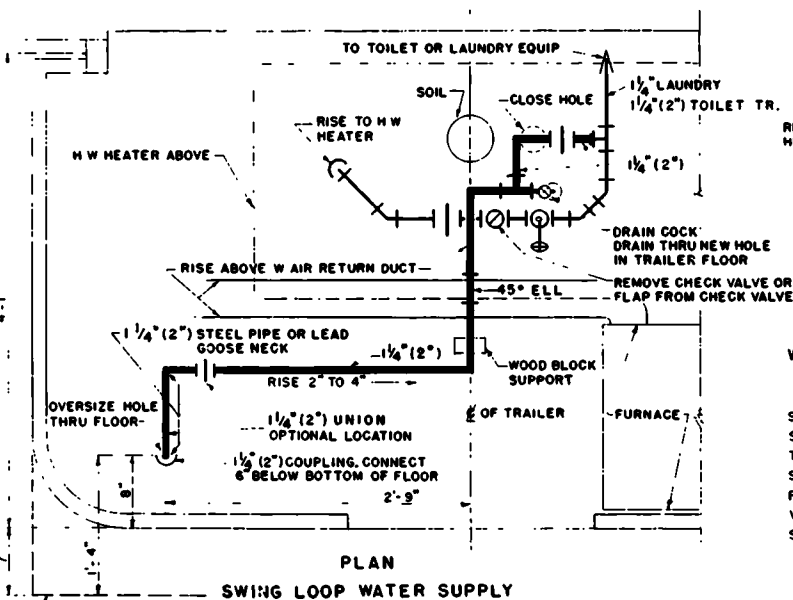 TO TOILET OR LAUNDRY EQUIP
SOIL
CLOSE HOLE
1¼" LAUNDRY
1¼"(2") TOILET TR.
RISE TO H W
HEATER
H W HEATER ABOVE
1¼"(2")
DRAIN COCK
DRAIN THRU NEW HOLE
IN TRAILER FLOOR
RISE ABOVE W AIR RETURN DUCT
45° ELL
REMOVE CHECK VALVE OR
FLAP FROM CHECK VALVE
1¼"(2") STEEL PIPE OR LEAD
GOOSE NECK
1¼"(2")
RISE 2" TO 4"
WOOD BLOCK
SUPPORT
OVERSIZE HOLE
THRU FLOOR
1¼"(2") UNION
OPTIONAL LOCATION
℄ OF TRAILER
FURNACE
1¼"(2") COUPLING. CONNECT
6" BELOW BOTTOM OF FLOOR
2'-9"
8"
1'-4"
PLAN
SWING LOOP WATER SUPPLY